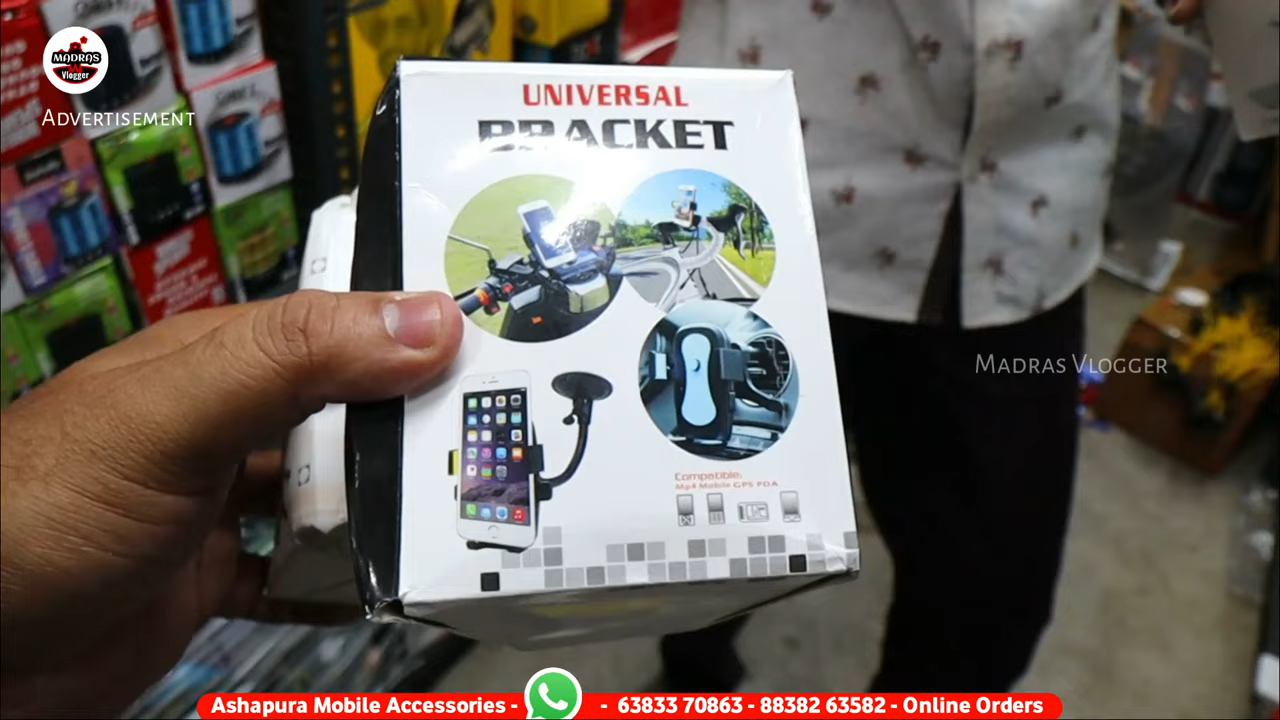 MADRAS
Vlogger
ADVERTISEMENT
UNIVERSAL
BRACKET
Compatible:
Mp4 Mobile GPS PDA
MADRAS VLOGGER
Ashapura Mobile Accessories - - 63833 70863 - 88382 63582 - Online Orders